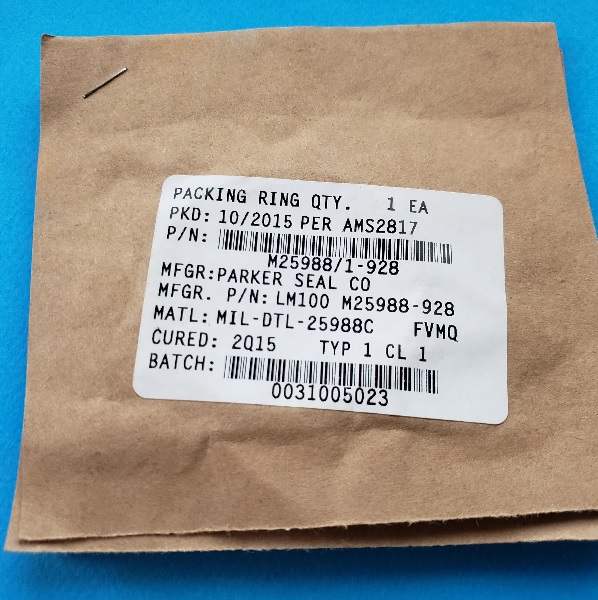 PACKING RING QTY. 1 EA
PKD: 10/2015 PER AMS2817
P/N:
M25988/1-928
MFGR:PARKER SEAL CO
MFGR. P/N: LM100 M25988-928
MATL: MIL-DTL-25988C FVMQ
CURED: 2Q15 TYP 1 CL 1
BATCH:
0031005023